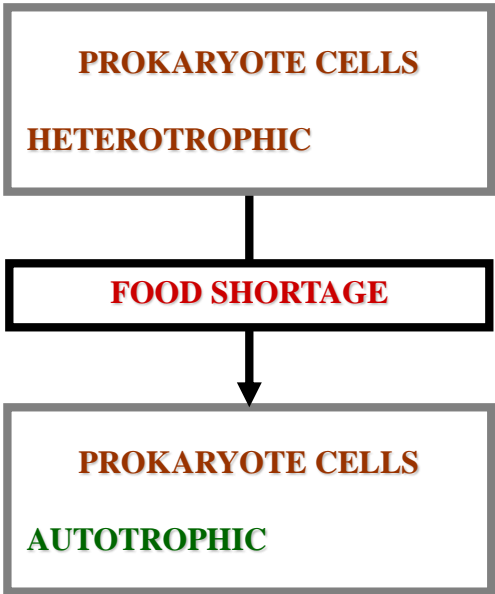 PROKARYOTE CELLS
HETEROTROPHIC
FOOD SHORTAGE
PROKARYOTE CELLS
AUTOTROPHIC